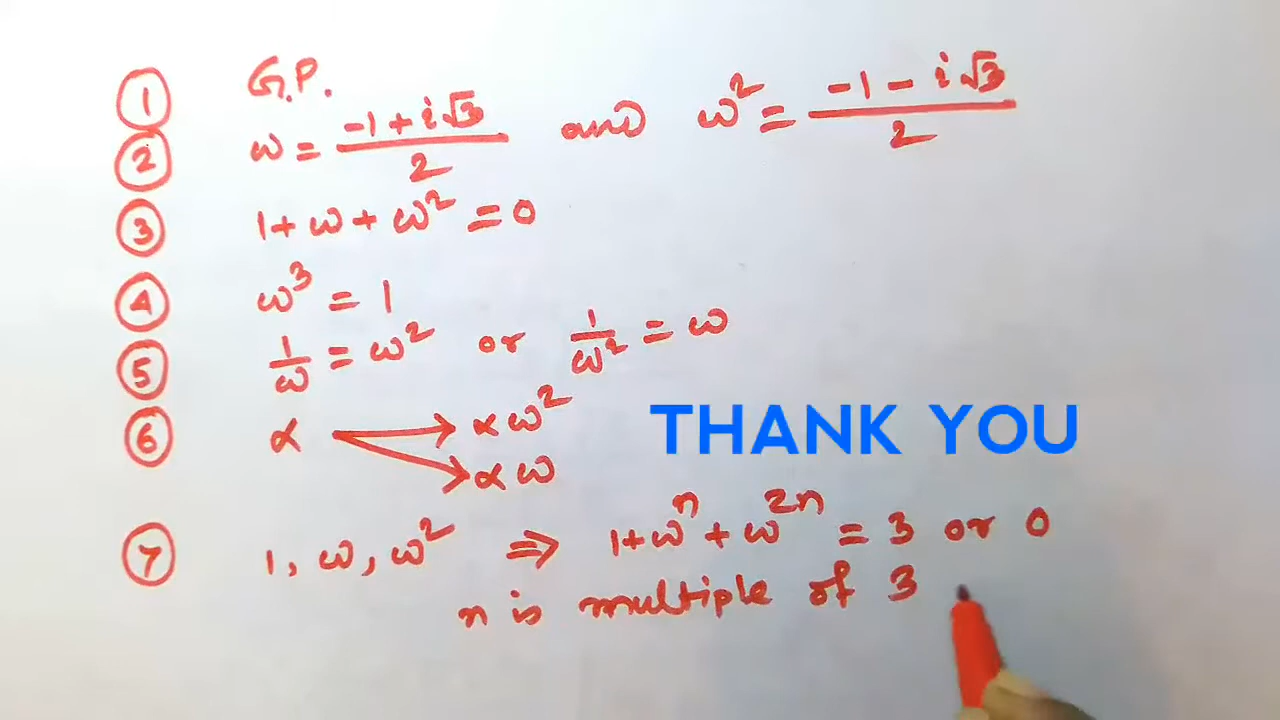 ① G.P.
② ω = (-1 + i√3)/2 and ω² = (-1 - i√3)/2
③ 1 + ω + ω² = 0
④ ω³ = 1
⑤ 1/ω = ω² or 1/ω² = ω
⑥ α → αω²
→ αω
THANK YOU
⑦ 1, ω, ω² ⇒ 1 + ωⁿ + ω²ⁿ = 3 or 0
n is multiple of 3